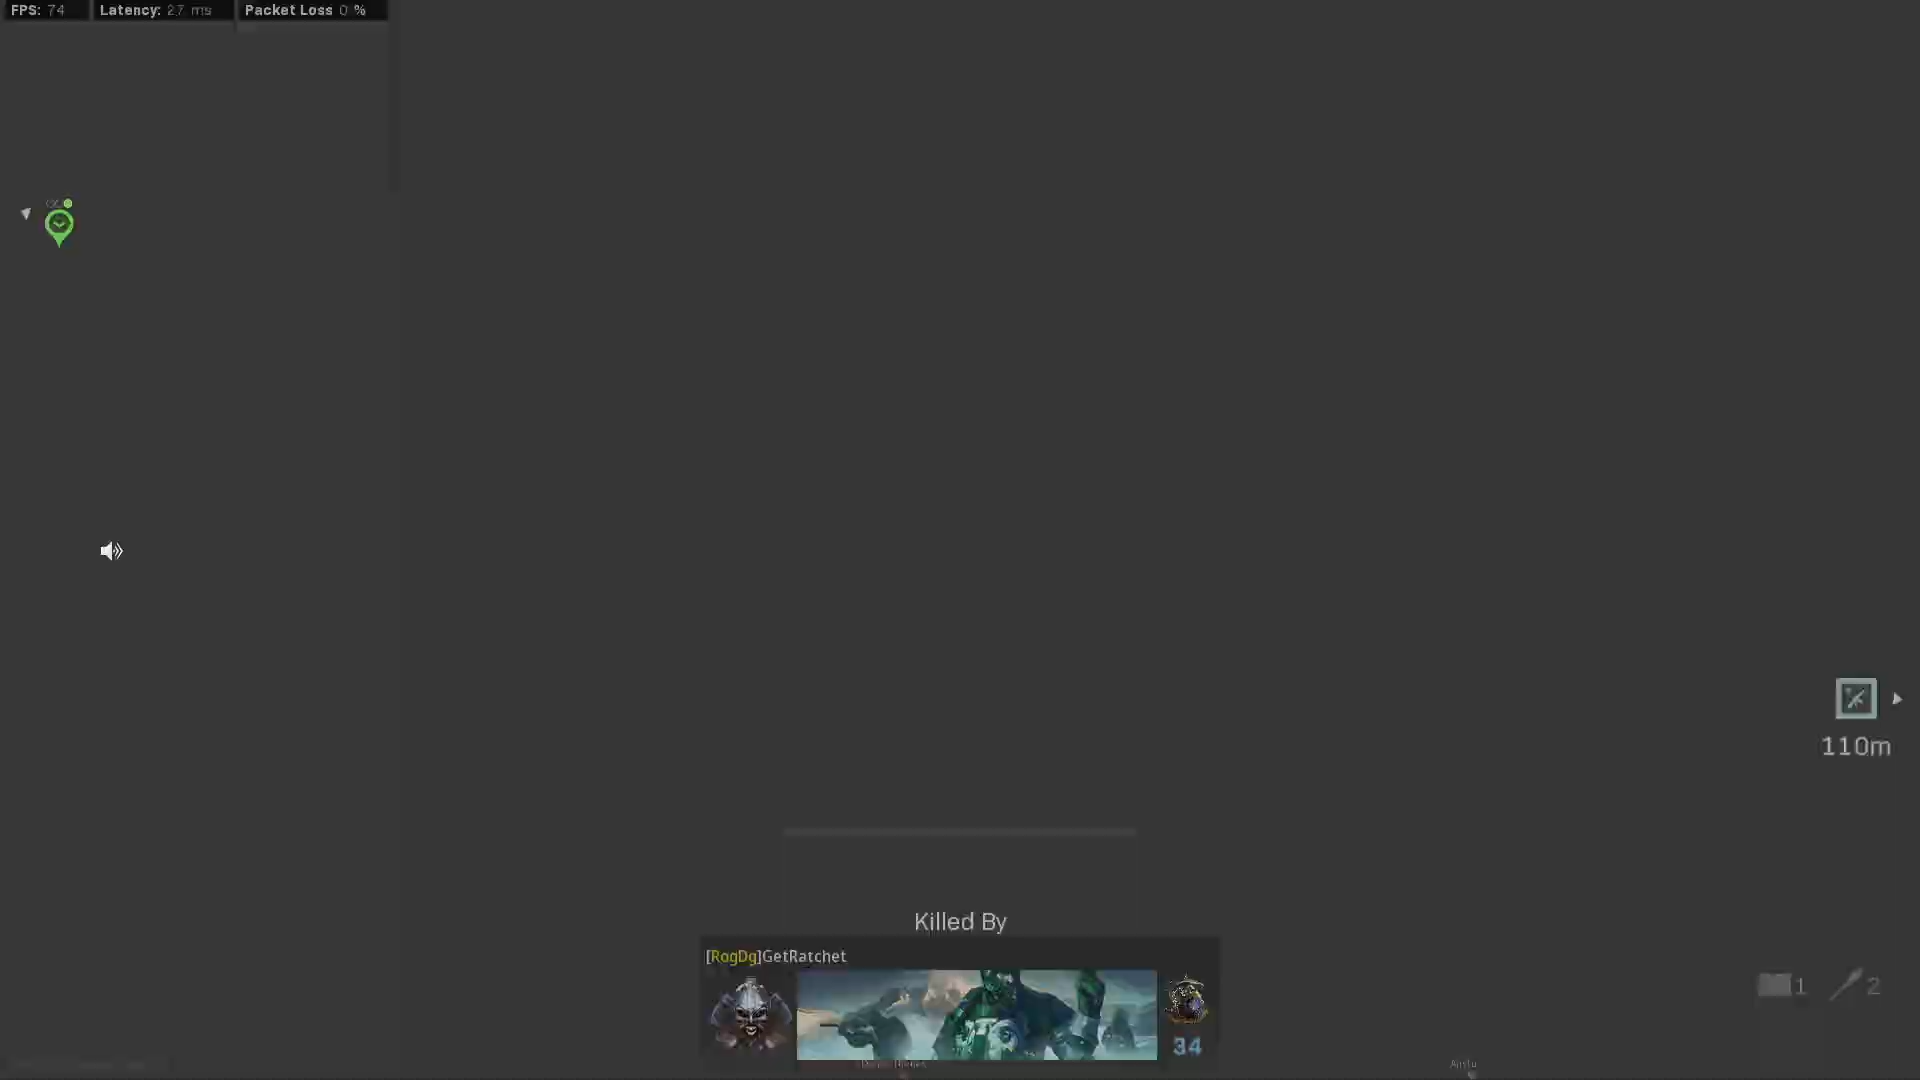 FPS: 74 Latency: 27 ms Packet Loss 0 %
110m
Killed By
[RogDg]GetRatchet
1 2
34